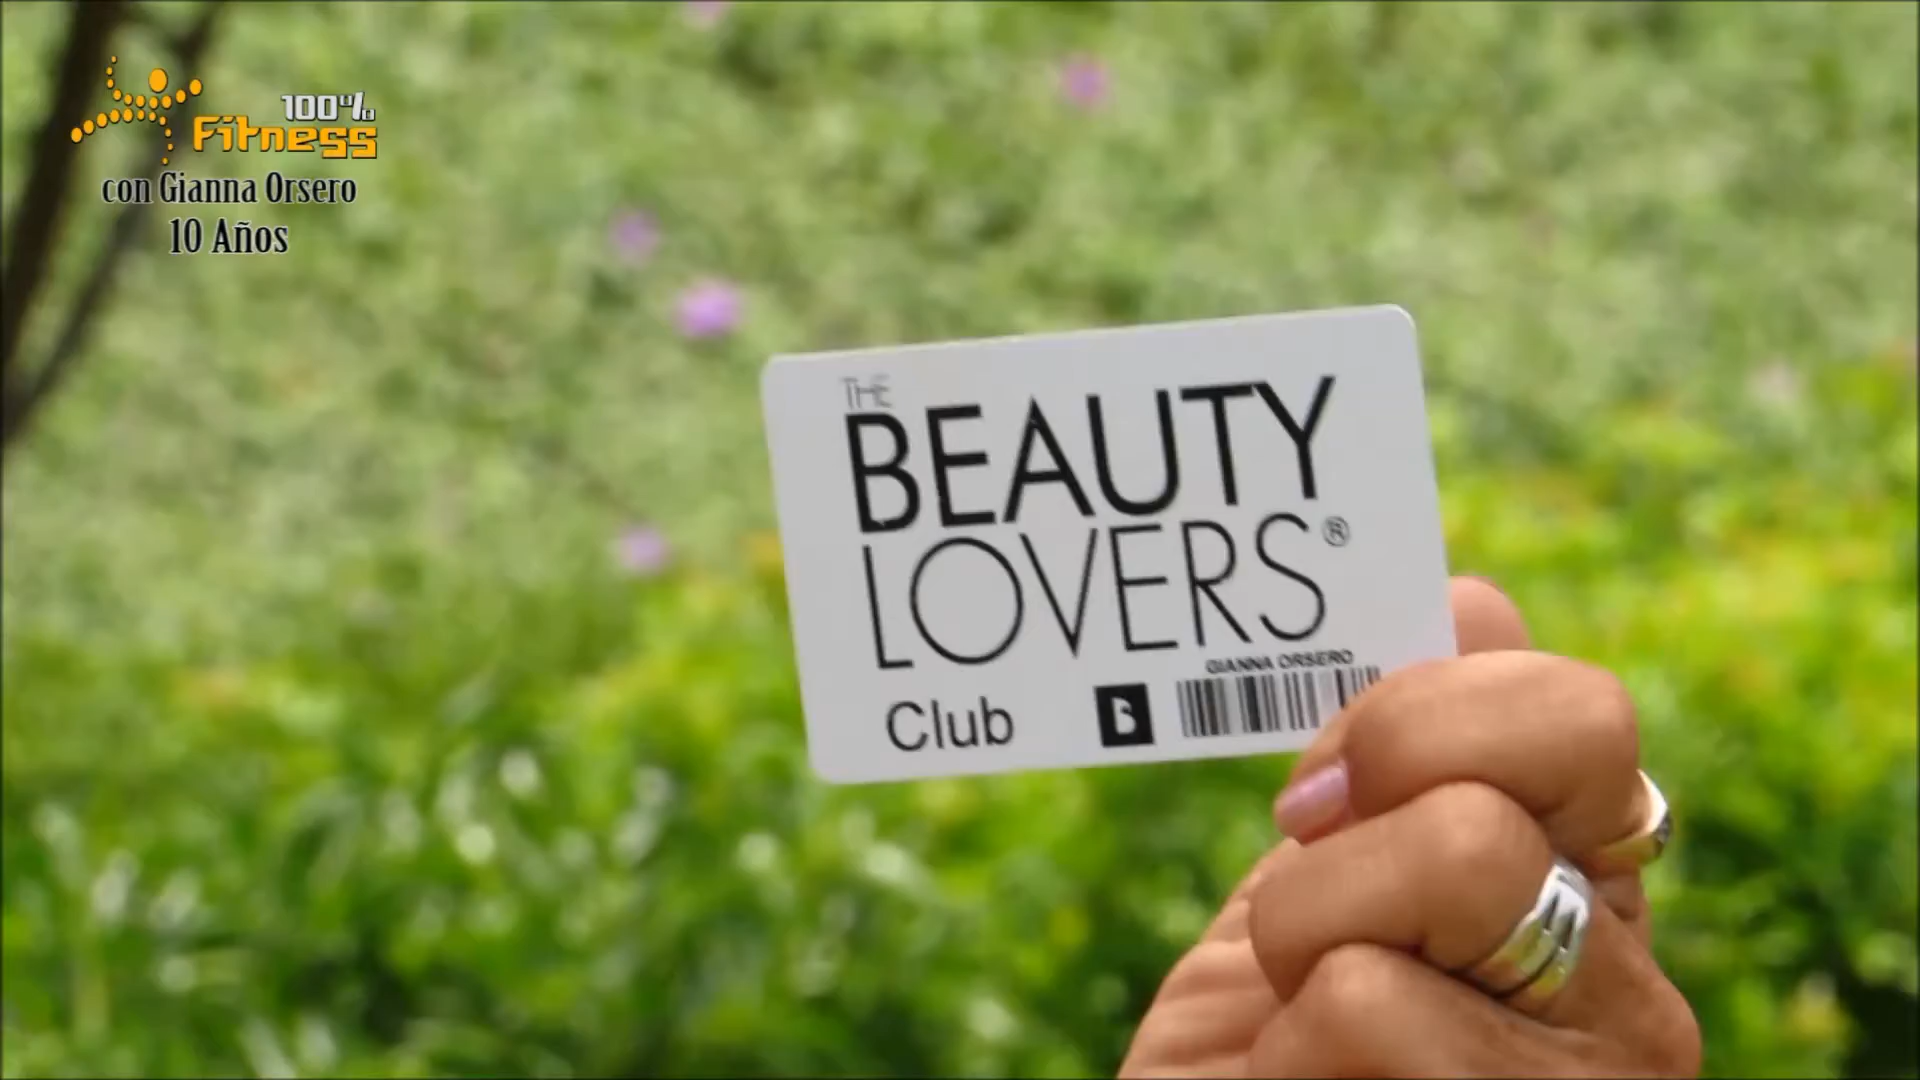 100%
Fitness
con Gianna Orsero
10 Años
THE
BEAUTY
LOVERS®
GIANNA ORSERO
Club B